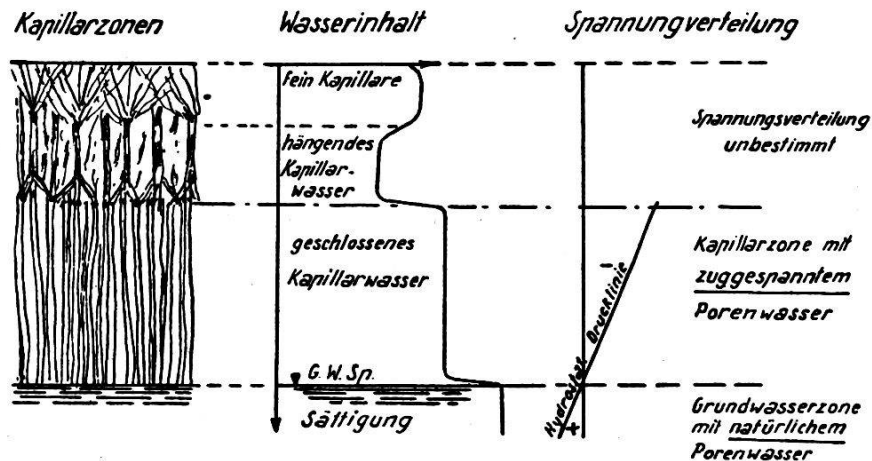 Kapillarzonen
Wasserinhalt
Spannungverteilung
Fein Kapillare
hängendes
Kapillar-
wasser
geschlossenes
Kapillarwasser
G. W. Sp.
Sättigung
Spannungsverteilung
unbestimmt
Kapillarzone mit
zuggespanntem
Porenwasser
-
Hydrostat. Drucklinie
+
Grundwasserzone
mit natürlichem
Porenwasser